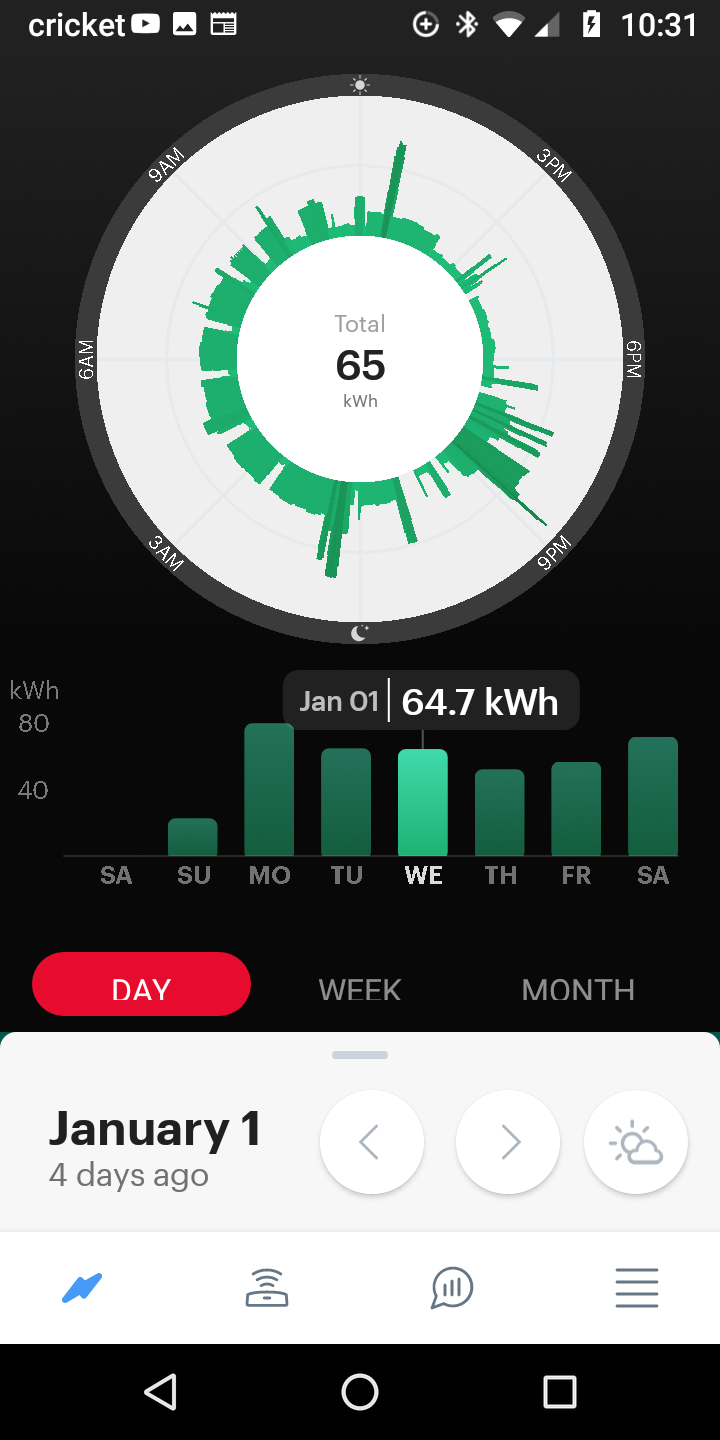 cricket 10:31
9AM
3PM
Total
65
kWh
6AM
6PM
3AM
9PM
kWh
Jan 01 64.7 kWh
80
40
SA SU MO TU WE TH FR SA
DAY WEEK MONTH
January 1
4 days ago